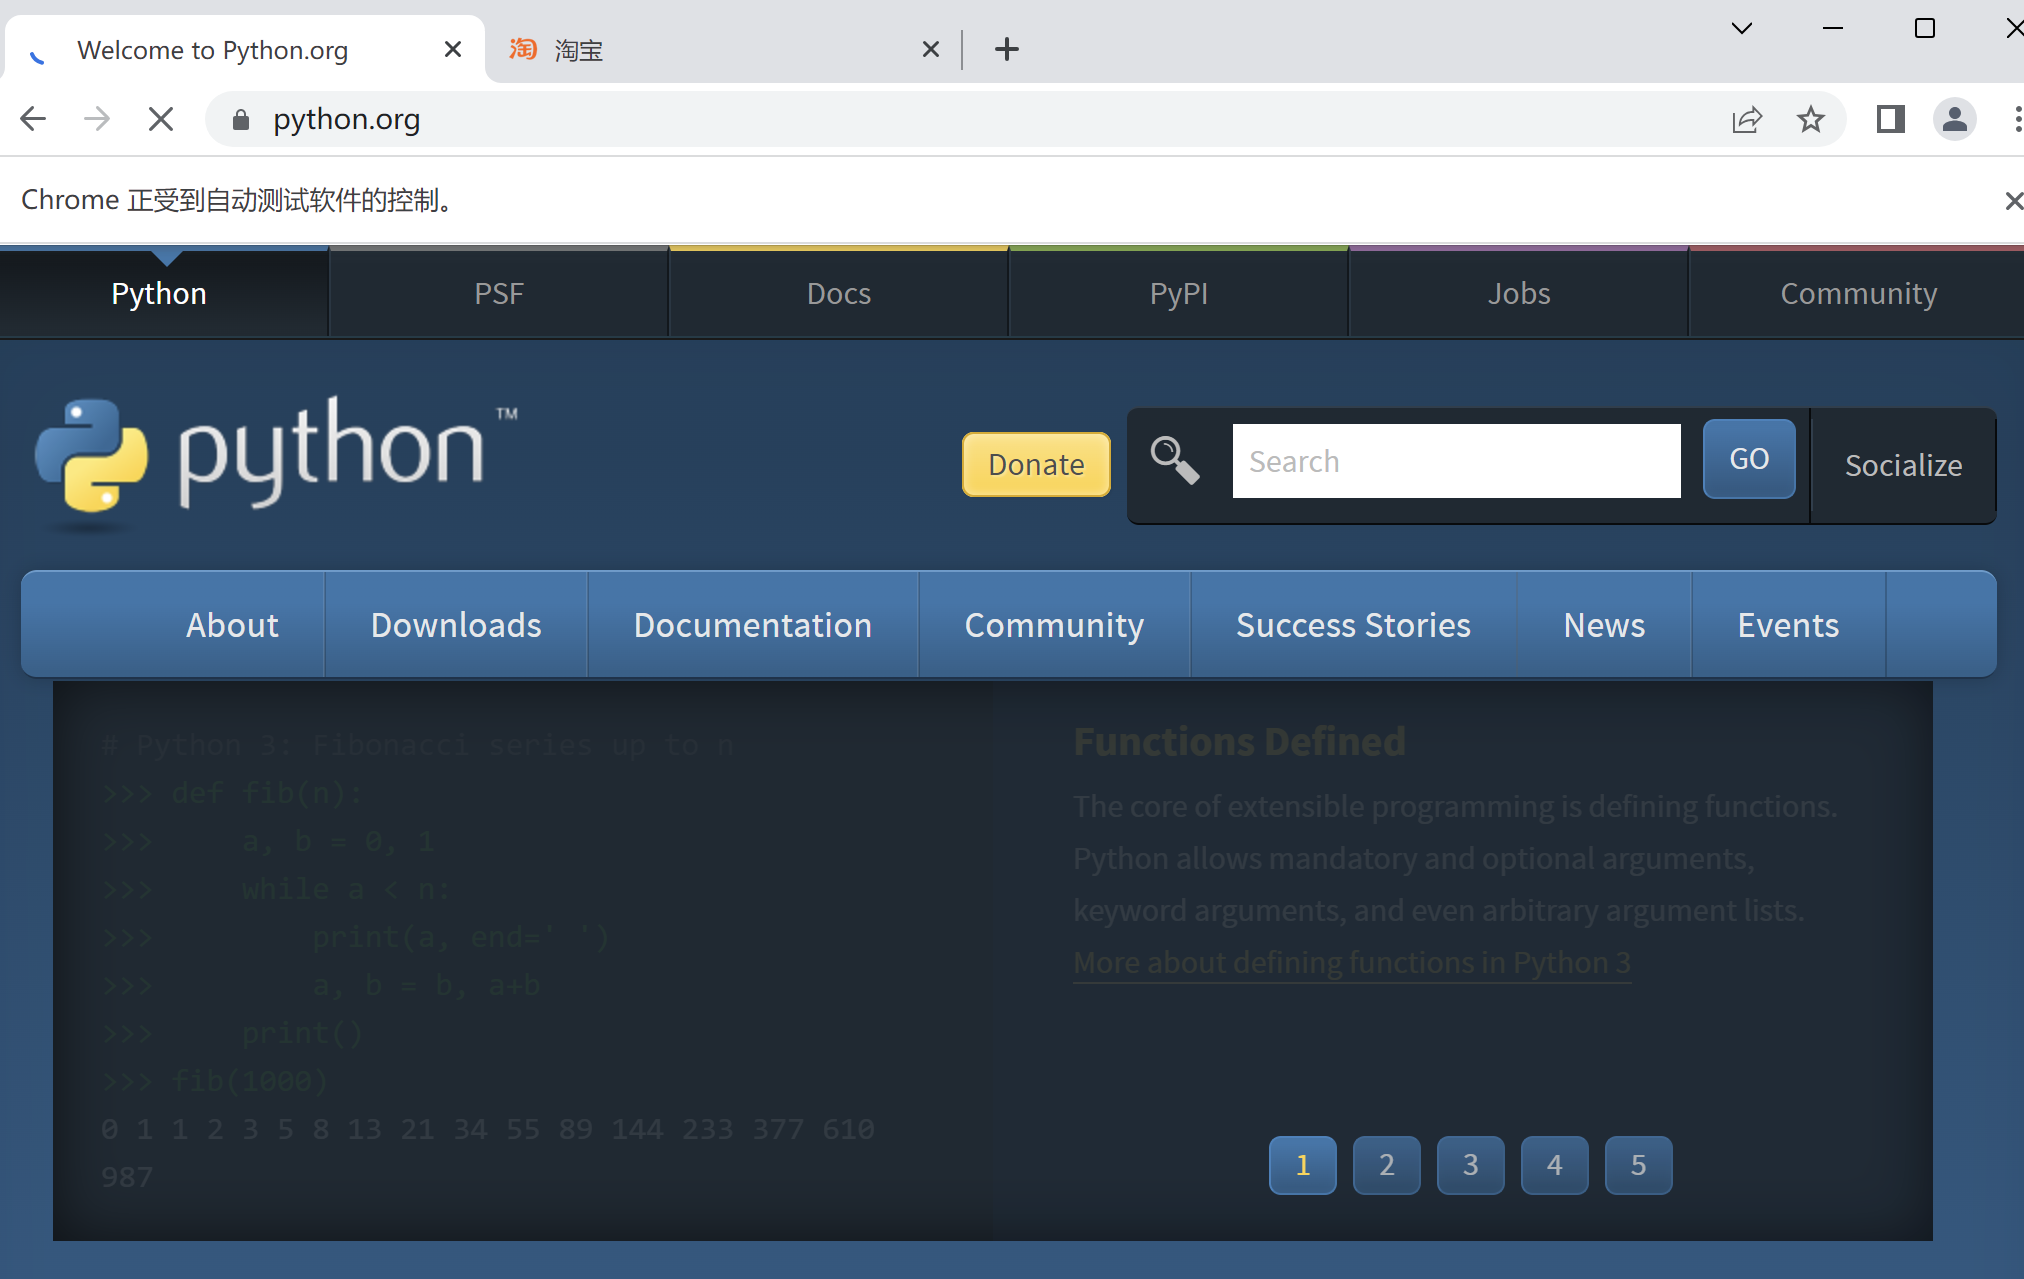 Welcome to Python.org
淘 淘宝
python.org
Chrome 正受到自动测试软件的控制。
Python PSF Docs PyPI Jobs Community
python™
Donate Search GO Socialize
About Downloads Documentation Community Success Stories News Events
# Python 3: Fibonacci series up to n
>>> def fib(n):
>>>     a, b = 0, 1
>>>     while a < n:
>>>         print(a, end=' ')
>>>         a, b = b, a+b
>>>     print()
>>> fib(1000)
0 1 1 2 3 5 8 13 21 34 55 89 144 233 377 610
987
Functions Defined
The core of extensible programming is defining functions.
Python allows mandatory and optional arguments,
keyword arguments, and even arbitrary argument lists.
More about defining functions in Python 3
1 2 3 4 5